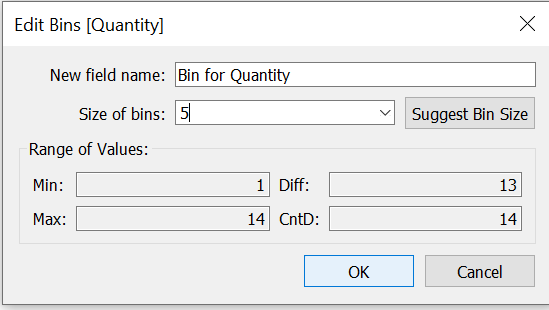 Edit Bins [Quantity]
New field name: Bin for Quantity
Size of bins: 5 Suggest Bin Size
Range of Values:
Min: 1 Diff: 13
Max: 14 CntD: 14
OK Cancel